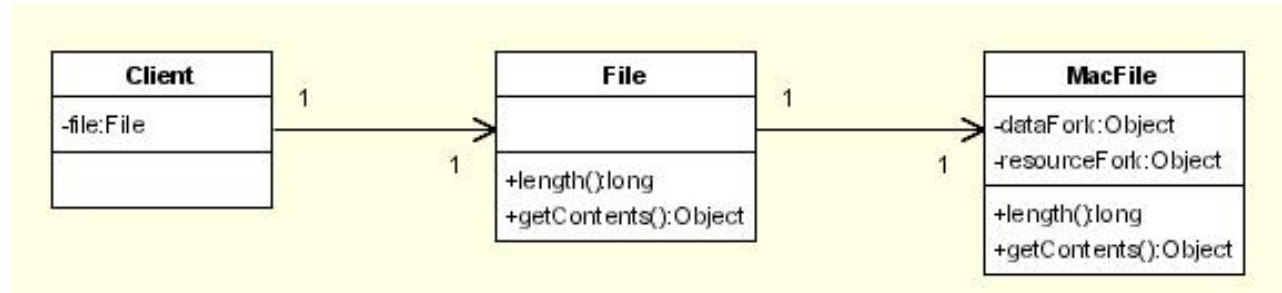 Client
-file:File
1
1
File
+length():long
+getContents():Object
1
1
MacFile
-dataFork:Object
-resourceFork:Object
+length():long
+getContents():Object